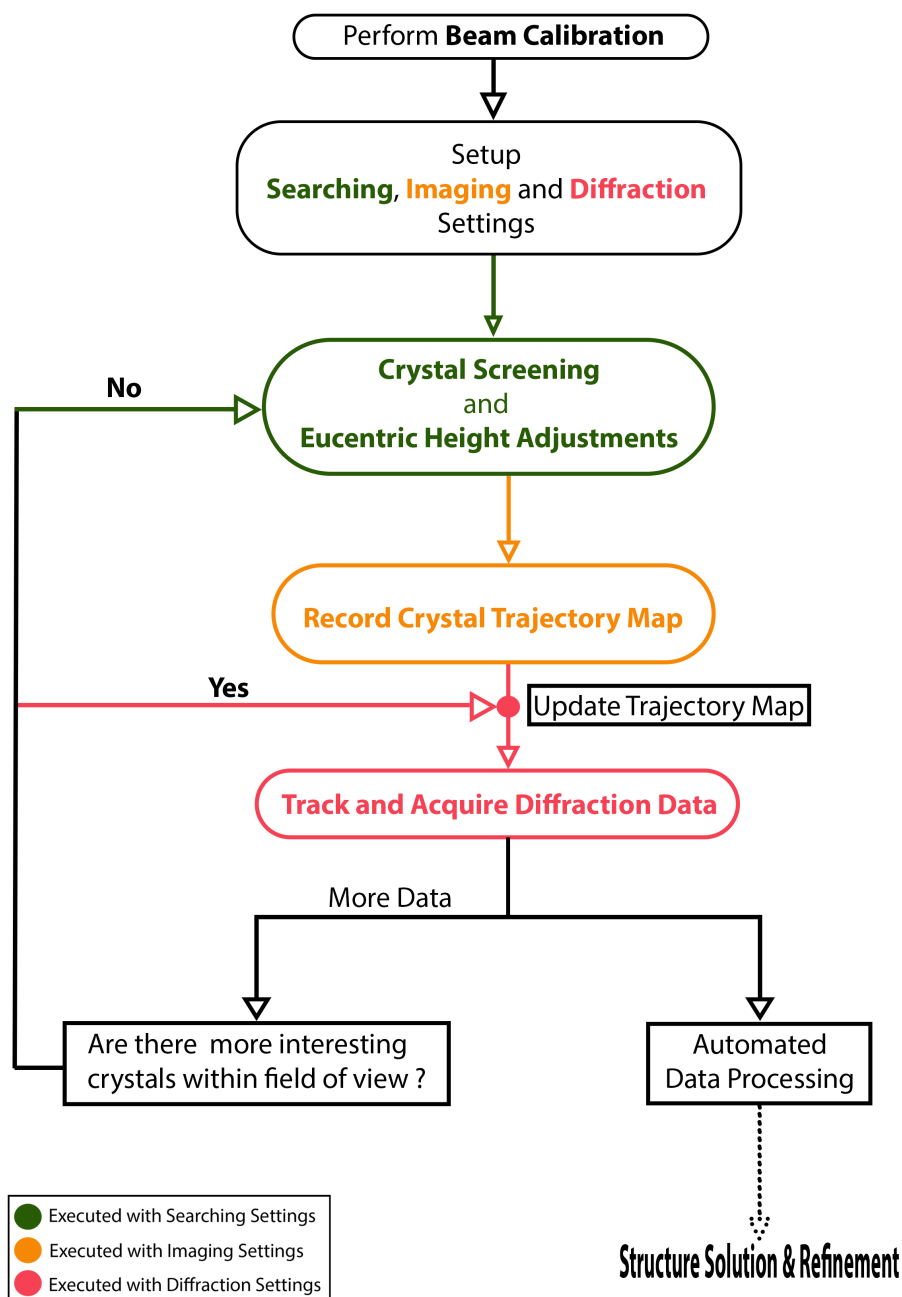 Perform Beam Calibration
Setup
Searching, Imaging and Diffraction
Settings
Crystal Screening
and
Eucentric Height Adjustments
No
Record Crystal Trajectory Map
Yes
Update Trajectory Map
Track and Acquire Diffraction Data
More Data
Are there more interesting
crystals within field of view ?
Automated
Data Processing
Structure Solution & Refinement
Executed with Searching Settings
Executed with Imaging Settings
Executed with Diffraction Settings